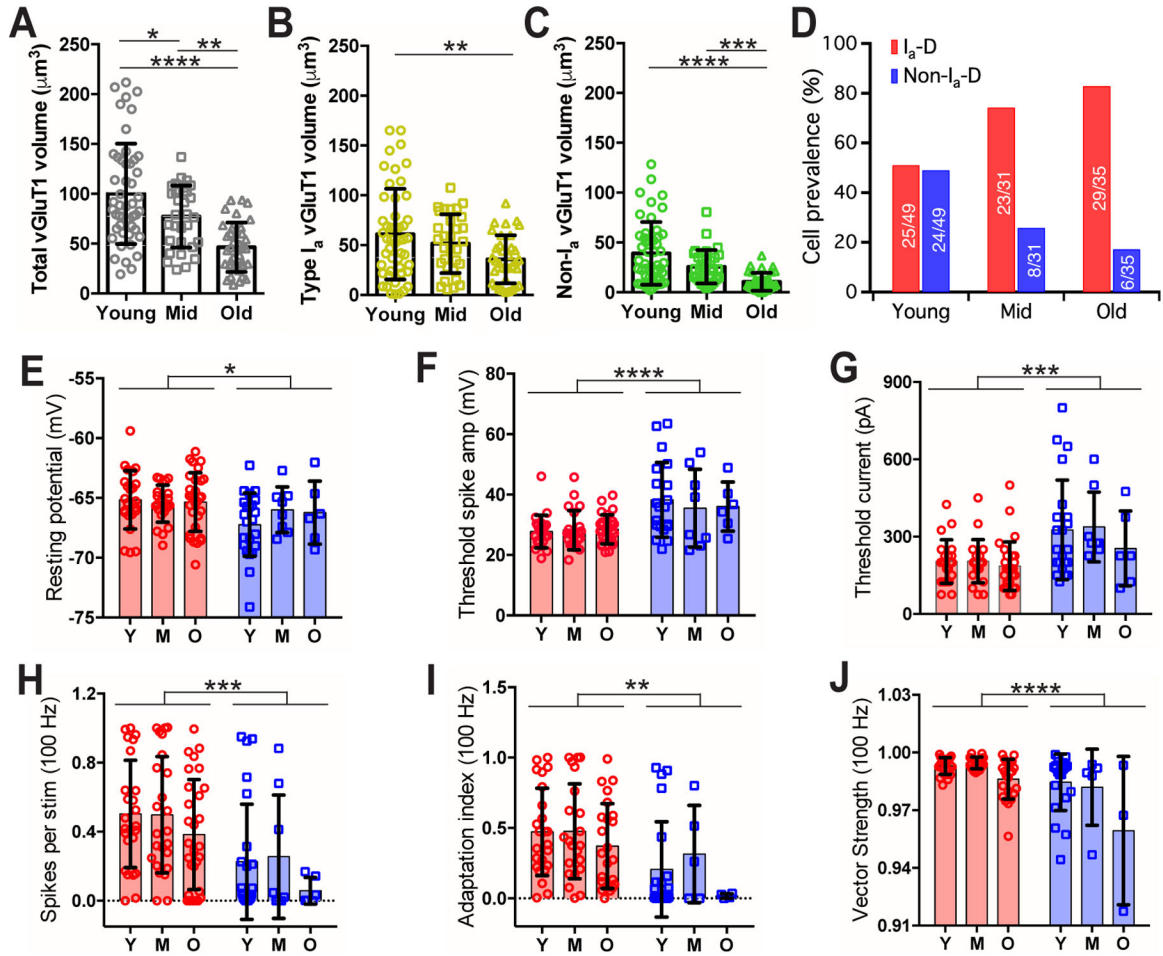 A
Total vGluT1 volume (μm³)
250
200
150
100
50
0
*
**
****
Young Mid Old
B
Type Ia vGluT1 volume (μm³)
250
200
150
100
50
0
**
Young Mid Old
C
Non-Ia vGluT1 volume (μm³)
250
200
150
100
50
0
***
****
Young Mid Old
D
Cell prevalence (%)
100
80
60
40
20
0
Ia-D
Non-Ia-D
25/49
24/49
23/31
8/31
29/35
6/35
Young Mid Old
E
Resting potential (mV)
-55
-60
-65
-70
-75
*
Y M O Y M O
F
Threshold spike amp (mV)
80
60
40
20
0
****
Y M O Y M O
G
Threshold current (pA)
900
600
300
0
***
Y M O Y M O
H
Spikes per stim (100 Hz)
1.2
0.8
0.4
0.0
***
Y M O Y M O
I
Adaptation index (100 Hz)
1.5
1.0
0.5
0.0
**
Y M O Y M O
J
Vector Strength (100 Hz)
1.03
1.00
0.97
0.94
0.91
****
Y M O Y M O